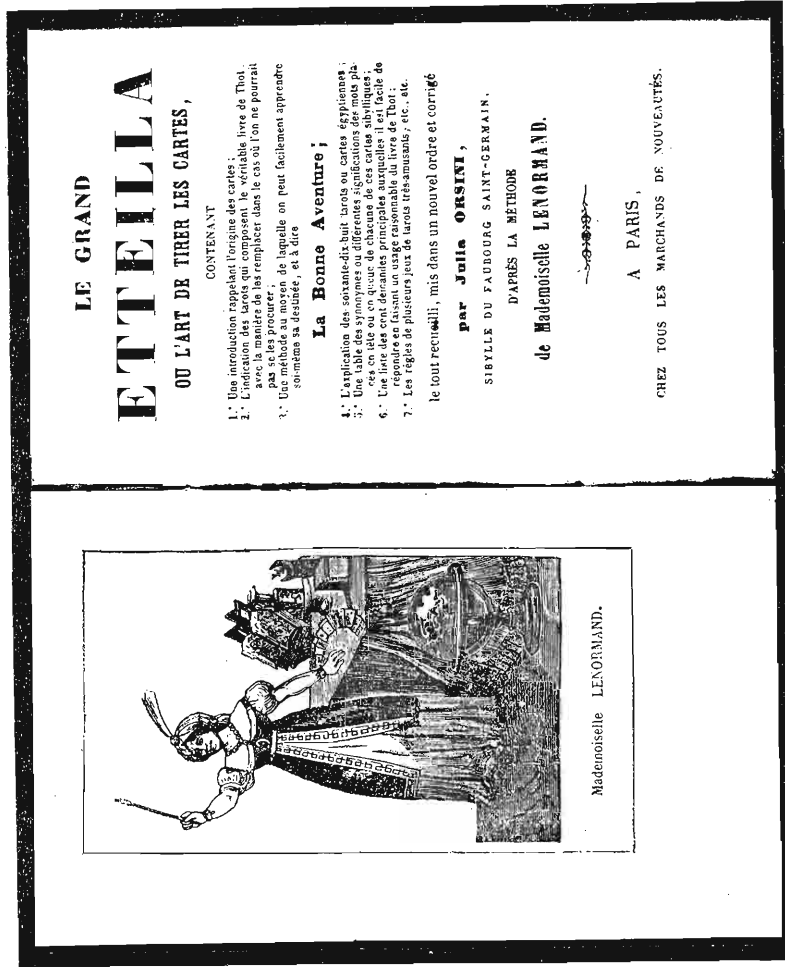 Mademoiselle LENORMAND.
LE GRAND
ETTEILLA
OU L'ART DE TIRER LES CARTES,
CONTENANT
1.° Une introduction rappelant l'origine des cartes ;
2.° L'indication des tarots qui composent le véritable livre de Thot,
avec la manière de les remplacer dans le cas où l'on ne pourrait
pas se les procurer ;
3.° Une méthode au moyen de laquelle on peut facilement apprendre
soi-même sa destinée, et à dire
La Bonne Aventure ;
4.° L'explication des soixante-dix-huit tarots ou cartes égyptiennes ;
5.° Une table des synonymes ou différentes significations des mots pla-
cés en tête ou en queue de chacune de ces cartes sibylliques ;
6.° Une liste des cent demandes principales auxquelles il est facile de
répondre en faisant un usage raisonnable du livre de Thot ;
7.° Les règles de plusieurs jeux de tarots très-amusants, etc., etc.
le tout recueilli, mis dans un nouvel ordre et corrigé
par Julia ORSINI,
SIBYLLE DU FAUBOURG SAINT-GERMAIN,
D'APRÈS LA MÉTHODE
de Mademoiselle LENORMAND.
A PARIS,
CHEZ TOUS LES MARCHANDS DE NOUVEAUTÉS.